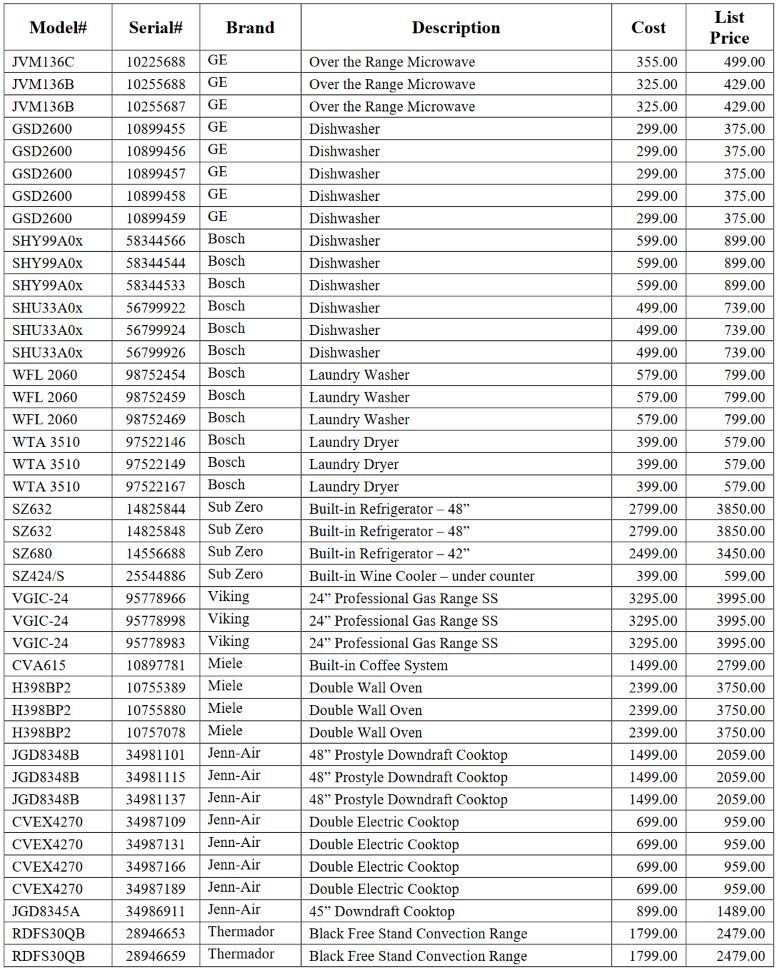 Model# Serial# Brand Description Cost List Price
JVM136C 10225688 GE Over the Range Microwave 355.00 499.00
JVM136B 10255688 GE Over the Range Microwave 325.00 429.00
JVM136B 10255687 GE Over the Range Microwave 325.00 429.00
GSD2600 10899455 GE Dishwasher 299.00 375.00
GSD2600 10899456 GE Dishwasher 299.00 375.00
GSD2600 10899457 GE Dishwasher 299.00 375.00
GSD2600 10899458 GE Dishwasher 299.00 375.00
GSD2600 10899459 GE Dishwasher 299.00 375.00
SHY99A0x 58344566 Bosch Dishwasher 599.00 899.00
SHY99A0x 58344544 Bosch Dishwasher 599.00 899.00
SHY99A0x 58344533 Bosch Dishwasher 599.00 899.00
SHU33A0x 56799922 Bosch Dishwasher 499.00 739.00
SHU33A0x 56799924 Bosch Dishwasher 499.00 739.00
SHU33A0x 56799926 Bosch Dishwasher 499.00 739.00
WFL 2060 98752454 Bosch Laundry Washer 579.00 799.00
WFL 2060 98752459 Bosch Laundry Washer 579.00 799.00
WFL 2060 98752469 Bosch Laundry Washer 579.00 799.00
WTA 3510 97522146 Bosch Laundry Dryer 399.00 579.00
WTA 3510 97522149 Bosch Laundry Dryer 399.00 579.00
WTA 3510 97522167 Bosch Laundry Dryer 399.00 579.00
SZ632 14825844 Sub Zero Built-in Refrigerator – 48” 2799.00 3850.00
SZ632 14825848 Sub Zero Built-in Refrigerator – 48” 2799.00 3850.00
SZ680 14556688 Sub Zero Built-in Refrigerator – 42” 2499.00 3450.00
SZ424/S 25544886 Sub Zero Built-in Wine Cooler – under counter 399.00 599.00
VGIC-24 95778966 Viking 24” Professional Gas Range SS 3295.00 3995.00
VGIC-24 95778998 Viking 24” Professional Gas Range SS 3295.00 3995.00
VGIC-24 95778983 Viking 24” Professional Gas Range SS 3295.00 3995.00
CVA615 10897781 Miele Built-in Coffee System 1499.00 2799.00
H398BP2 10755389 Miele Double Wall Oven 2399.00 3750.00
H398BP2 10755880 Miele Double Wall Oven 2399.00 3750.00
H398BP2 10757078 Miele Double Wall Oven 2399.00 3750.00
JGD8348B 34981101 Jenn-Air 48” Prostyle Downdraft Cooktop 1499.00 2059.00
JGD8348B 34981115 Jenn-Air 48” Prostyle Downdraft Cooktop 1499.00 2059.00
JGD8348B 34981137 Jenn-Air 48” Prostyle Downdraft Cooktop 1499.00 2059.00
CVEX4270 34987109 Jenn-Air Double Electric Cooktop 699.00 959.00
CVEX4270 34987131 Jenn-Air Double Electric Cooktop 699.00 959.00
CVEX4270 34987166 Jenn-Air Double Electric Cooktop 699.00 959.00
CVEX4270 34987189 Jenn-Air Double Electric Cooktop 699.00 959.00
JGD8345A 34986911 Jenn-Air 45” Downdraft Cooktop 899.00 1489.00
RDFS30QB 28946653 Thermador Black Free Stand Convection Range 1799.00 2479.00
RDFS30QB 28946659 Thermador Black Free Stand Convection Range 1799.00 2479.00